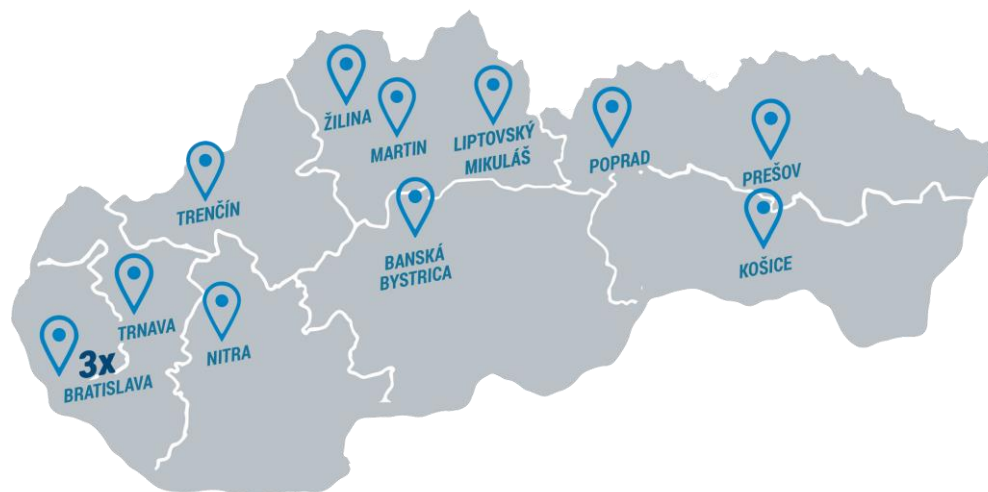 ŽILINA
MARTIN
LIPTOVSKÝ
MIKULÁŠ
POPRAD
PREŠOV
TRENČÍN
BANSKÁ
BYSTRICA
KOŠICE
TRNAVA
NITRA
3x
BRATISLAVA